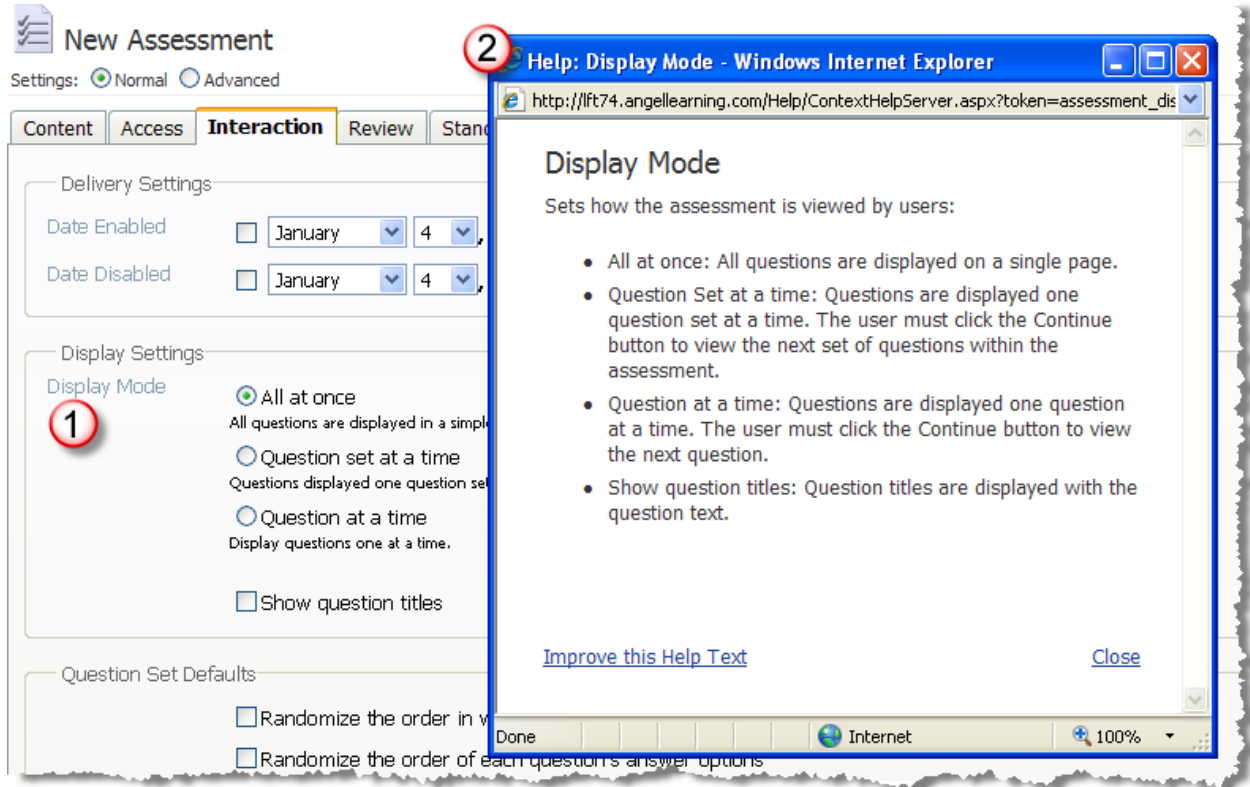 New Assessment
Settings: Normal Advanced
Content Access Interaction Review
Delivery Settings
Date Enabled January 4 ,
Date Disabled January 4 ,
Display Settings
Display Mode
1
All at once
All questions are displayed in a
Question set at a time
Questions displayed one question
Question at a time
Display questions one at a time.
Show question titles
Question Set Defaults
Randomize the order in
Randomize the order of each question's answer options
2
Help: Display Mode - Windows Internet Explorer
http://lft74.angellearning.com/Help/ContextHelpServer.aspx?token=assessment_dis
Display Mode
Sets how the assessment is viewed by users:
• All at once: All questions are displayed on a single page.
• Question Set at a time: Questions are displayed one
question set at a time. The user must click the Continue
button to view the next set of questions within the
assessment.
• Question at a time: Questions are displayed one question
at a time. The user must click the Continue button to view
the next question.
• Show question titles: Question titles are displayed with the
question text.
Improve this Help Text Close
Done Internet 100%